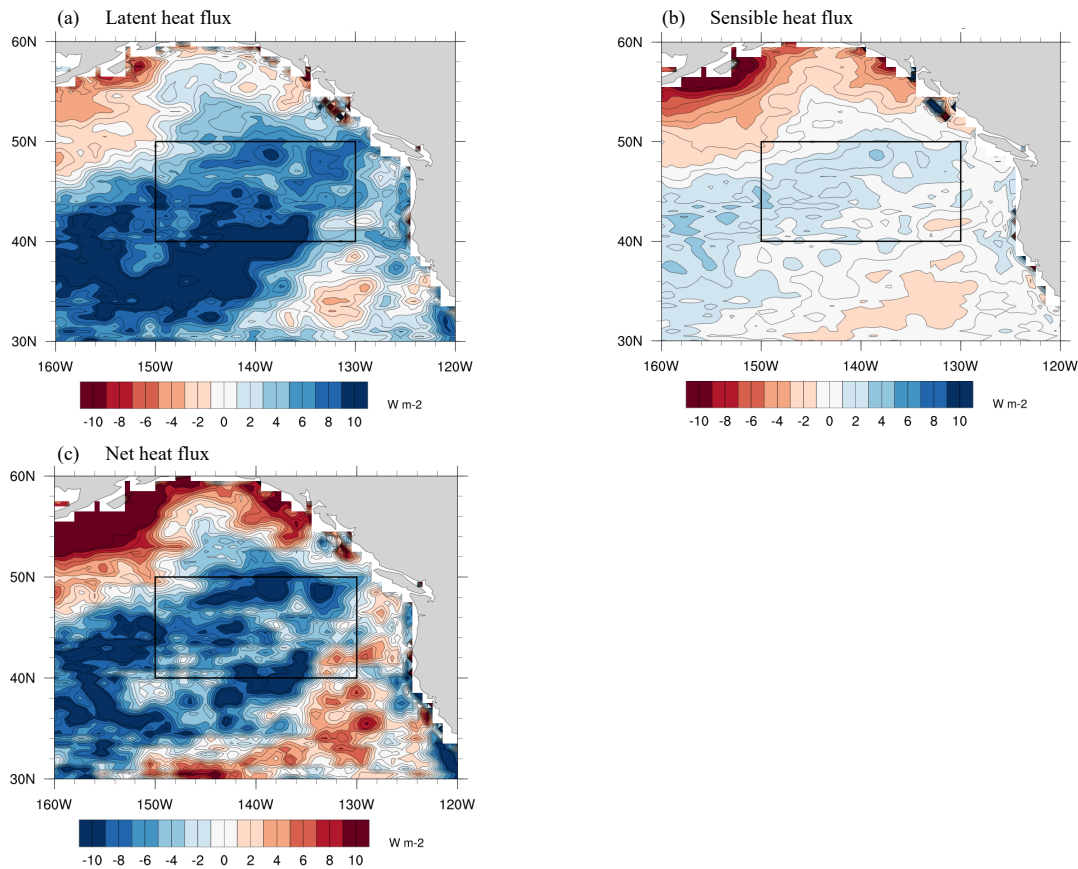 (a) Latent heat flux
60N
50N
40N
30N
160W 150W 140W 130W 120W
-10 -8 -6 -4 -2 0 2 4 6 8 10 W m-2
(b) Sensible heat flux
60N
50N
40N
30N
160W 150W 140W 130W 120W
-10 -8 -6 -4 -2 0 2 4 6 8 10 W m-2
(c) Net heat flux
60N
50N
40N
30N
160W 150W 140W 130W 120W
-10 -8 -6 -4 -2 0 2 4 6 8 10 W m-2